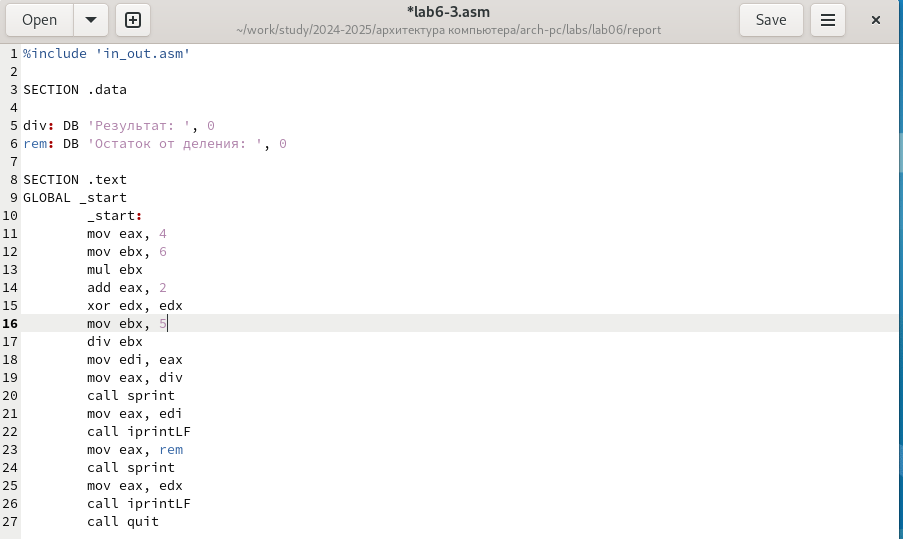 Open
*lab6-3.asm
~/work/study/2024-2025/архитектура компьютера/arch-pc/labs/lab06/report
Save
1 %include 'in_out.asm'
2
3 SECTION .data
4
5 div: DB 'Результат: ', 0
6 rem: DB 'Остаток от деления: ', 0
7
8 SECTION .text
9 GLOBAL _start
10 _start:
11 mov eax, 4
12 mov ebx, 6
13 mul ebx
14 add eax, 2
15 xor edx, edx
16 mov ebx, 5
17 div ebx
18 mov edi, eax
19 mov eax, div
20 call sprint
21 mov eax, edi
22 call iprintLF
23 mov eax, rem
24 call sprint
25 mov eax, edx
26 call iprintLF
27 call quit